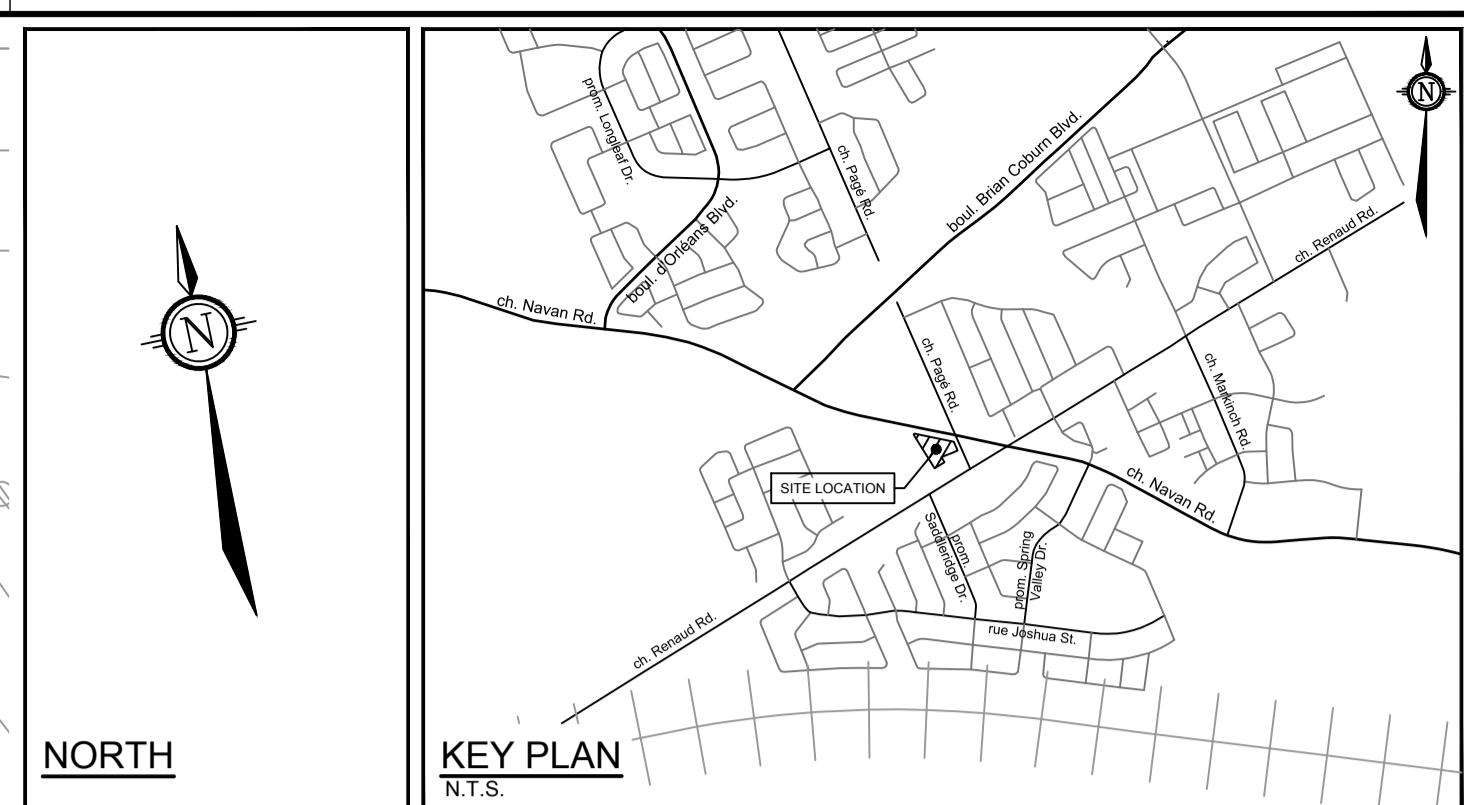 N
NORTH
N
prom. Longleaf Dr.
ch. Pagé Rd.
boul. Brian Coburn Blvd.
boul. d'Orléans Blvd.
ch. Renaud Rd.
ch. Navan Rd.
ch. Pagé Rd.
ch. Markinch Rd.
SITE LOCATION
ch. Navan Rd.
prom.
Saddleridge Dr.
prom. Spring
Valley Dr.
ch. Renaud Rd.
rue Joshua St.
KEY PLAN
N.T.S.